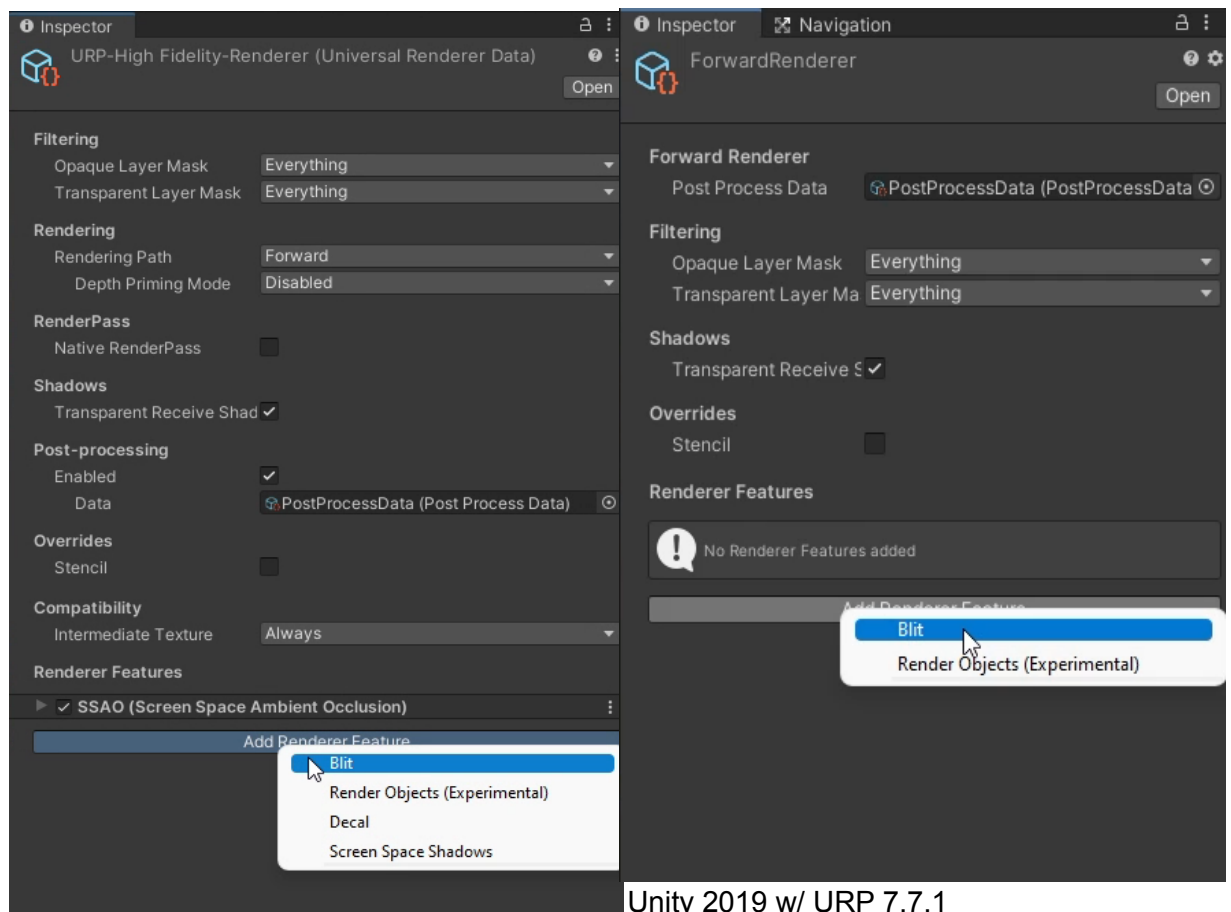 Inspector
URP-High Fidelity-Renderer (Universal Renderer Data)
Open
Filtering
Opaque Layer Mask Everything
Transparent Layer Mask Everything
Rendering
Rendering Path Forward
Depth Priming Mode Disabled
RenderPass
Native RenderPass
Shadows
Transparent Receive Shad
Post-processing
Enabled
Data PostProcessData (Post Process Data)
Overrides
Stencil
Compatibility
Intermediate Texture Always
Renderer Features
SSAO (Screen Space Ambient Occlusion)
Add Renderer Feature
Blit
Render Objects (Experimental)
Decal
Screen Space Shadows
Inspector Navigation
ForwardRenderer
Open
Forward Renderer
Post Process Data PostProcessData (PostProcessData
Filtering
Opaque Layer Mask Everything
Transparent Layer Ma Everything
Shadows
Transparent Receive S
Overrides
Stencil
Renderer Features
No Renderer Features added
Add Renderer Feature
Blit
Render Objects (Experimental)
Unity 2019 w/ URP 7.7.1